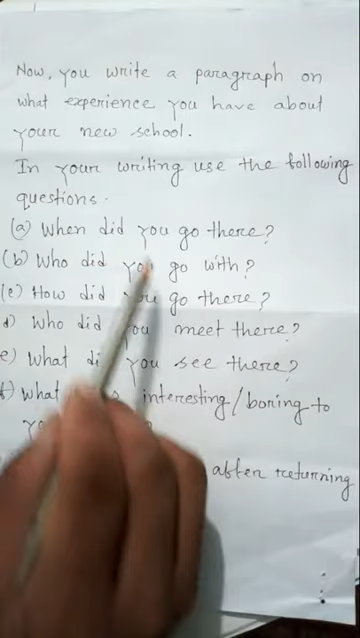 Now, you write a paragraph on
what experience you have about
your new school.
In your writing use the following
questions.
(a) When did you go there?
(b) Who did you go with?
(c) How did you go there?
d) Who did you meet there?
e) What di you see there?
f) What interesting/boring to
after returning